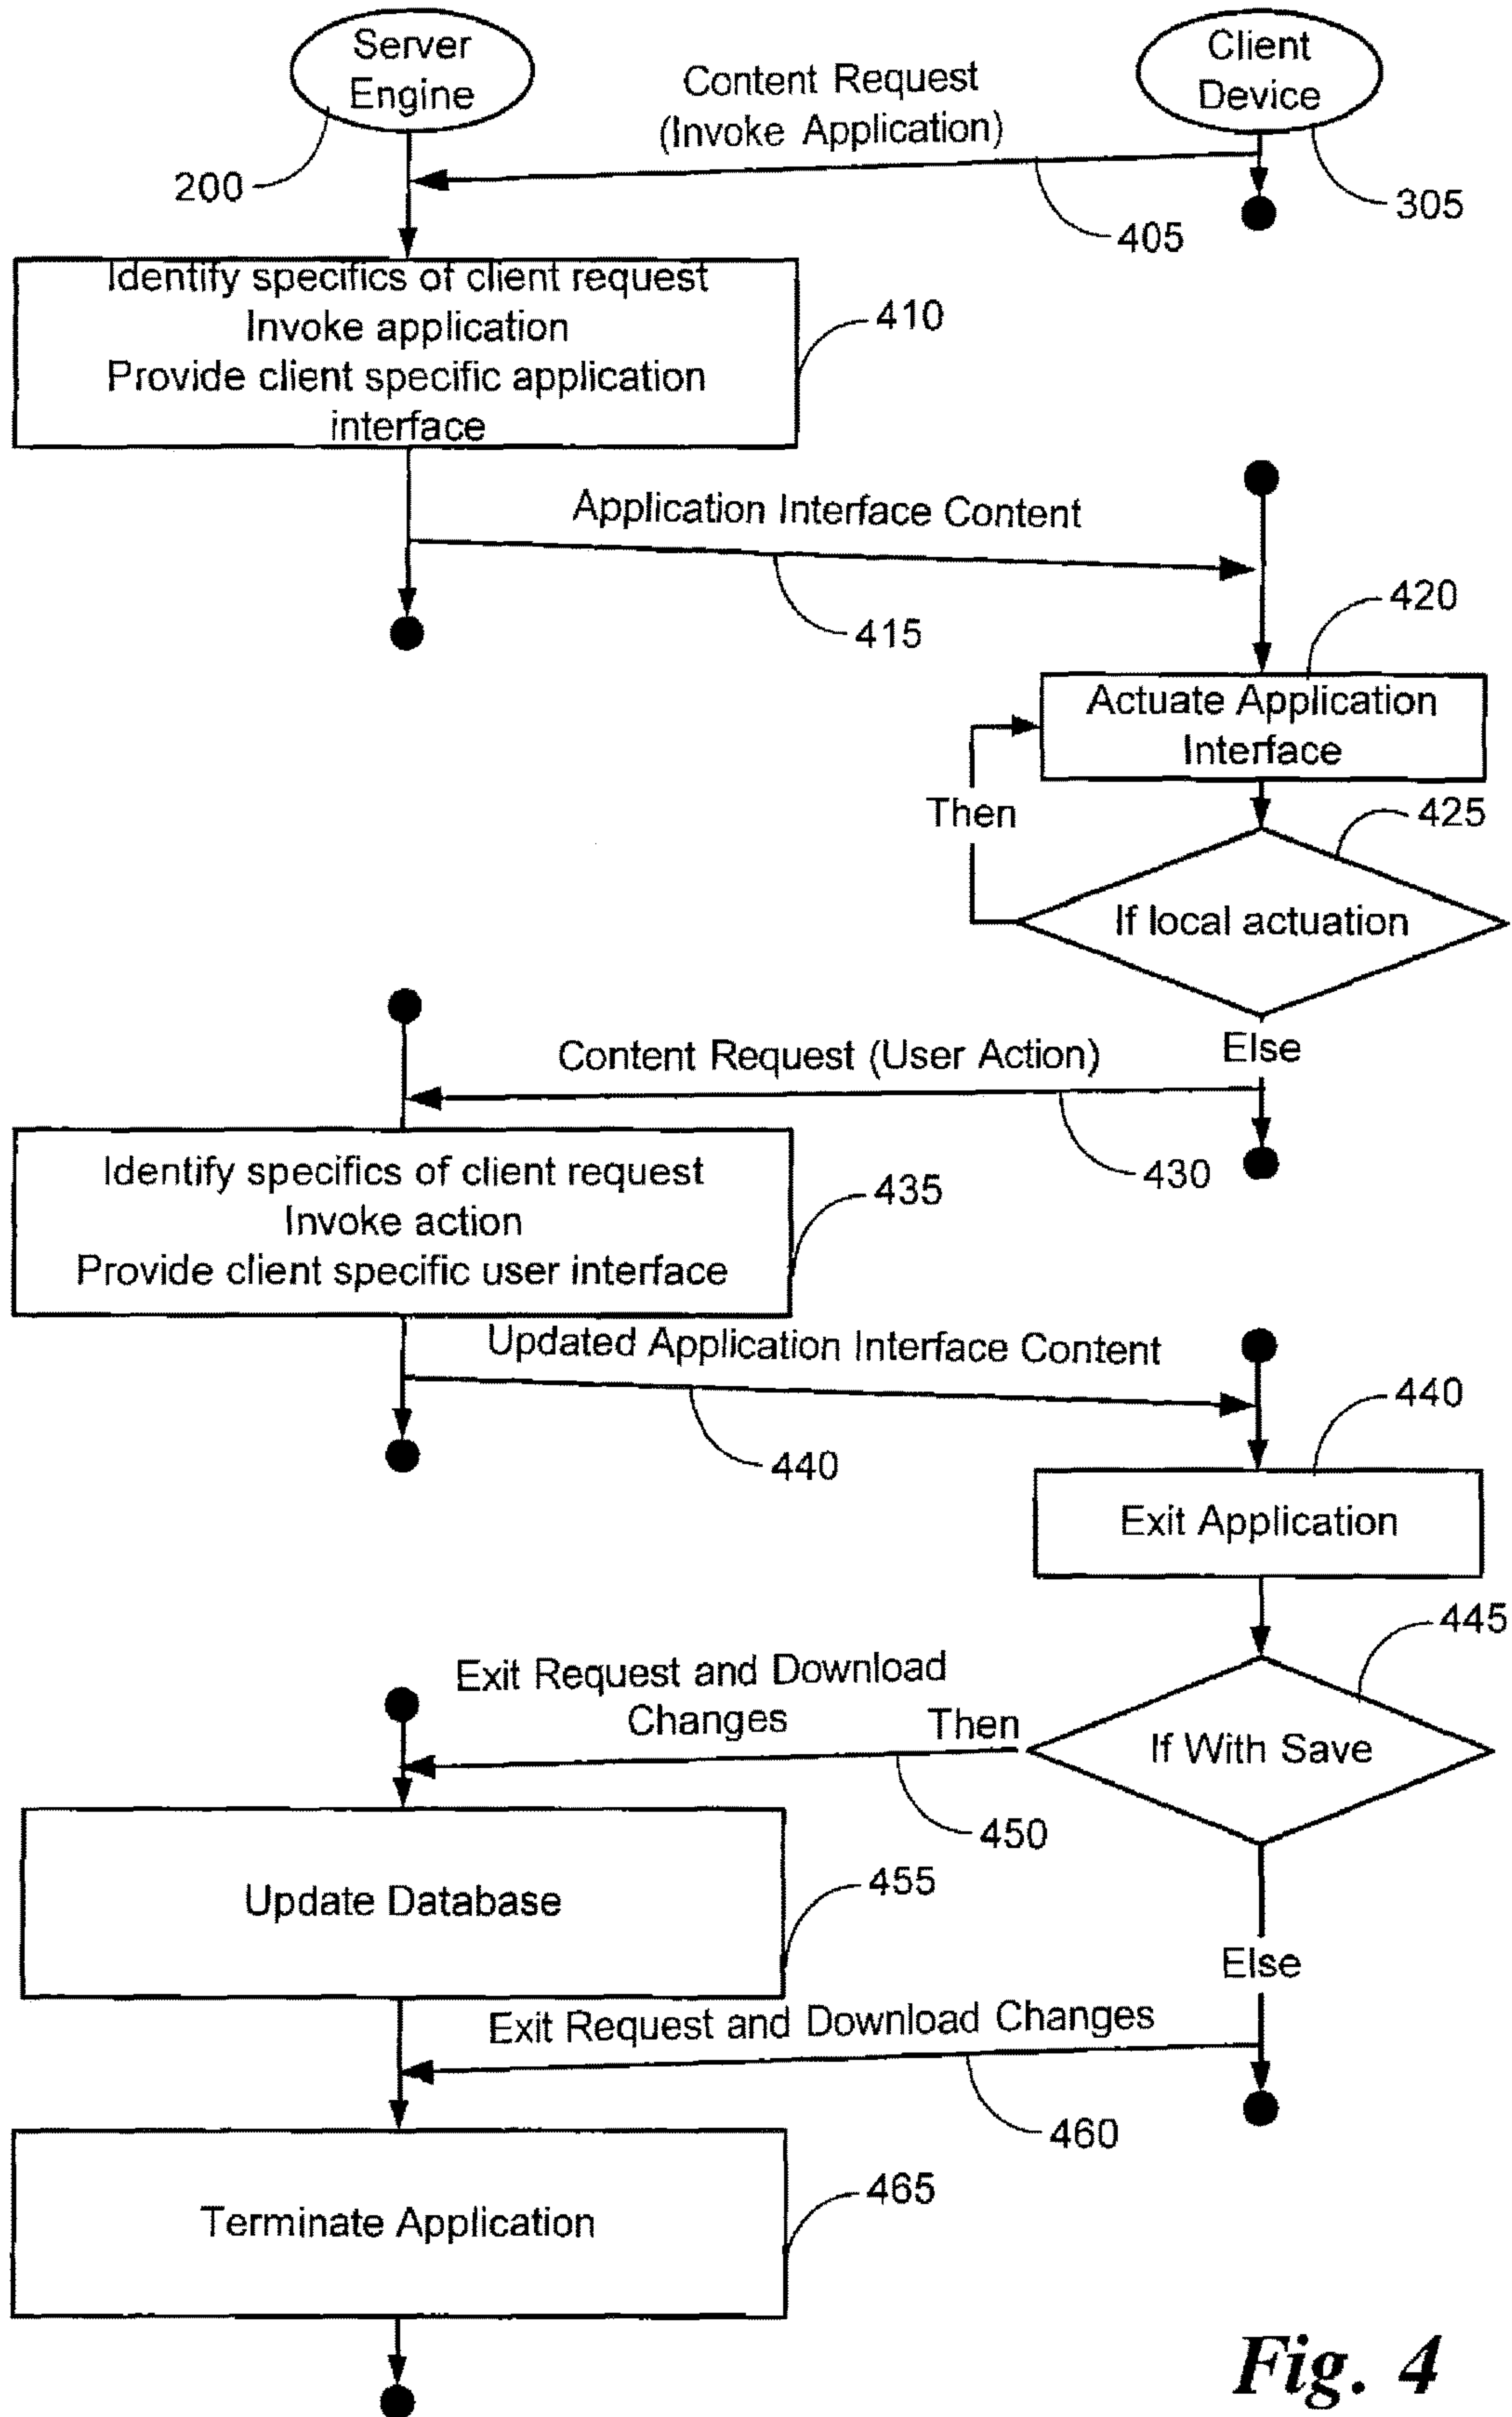 Server
Engine
Client
Device
Content Request
(Invoke Application)
200
305
405
Identify specifics of client request
Invoke application
Provide client specific application
interface
410
Application Interface Content
415
420
Actuate Application
Interface
Then
425
If local actuation
Else
Content Request (User Action)
430
Identify specifics of client request
Invoke action
Provide client specific user interface
435
Updated Application Interface Content
440
440
Exit Application
445
Exit Request and Download
Changes
Then
If With Save
450
455
Update Database
Else
Exit Request and Download Changes
460
465
Terminate Application
Fig. 4